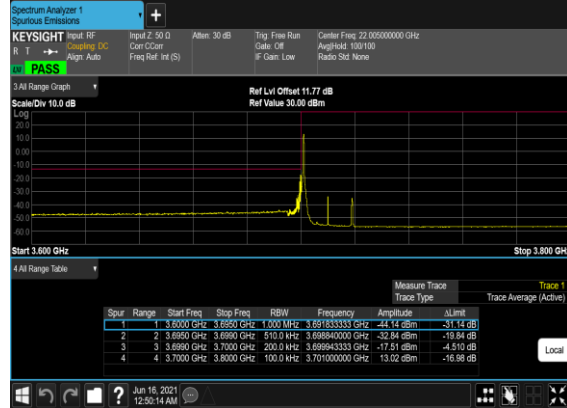 Spectrum Analyzer 1
Spurious Emissions
+
KEYSIGHT Input: RF Input Z: 50 Ω Atten: 30 dB Trig: Free Run Center Freq: 22.005000000 GHz
R T Coupling: DC Corr CCorr Gate: Off Avg|Hold: 100/100
Align: Auto Freq Ref: Int (S) IF Gain: Low Radio Std: None
PASS
3 All Range Graph
Ref Lvl Offset 11.77 dB
Scale/Div 10.0 dB Ref Value 30.00 dBm
Log
20.0
10.0
0.00
-10.0
-20.0
-30.0
-40.0
-50.0
-60.0
Start 3.600 GHz Stop 3.800 GH
4 All Range Table
Measure Trace Trace 1
Trace Type Trace Average (Active)
Spur Range Start Freq Stop Freq RBW Frequency Amplitude ΔLimit
1 1 3.6000 GHz 3.6950 GHz 1.000 MHz 3.691833333 GHz -44.14 dBm -31.14 dB
2 2 3.6950 GHz 3.6990 GHz 510.0 kHz 3.698840000 GHz -32.84 dBm -19.84 dB
3 3 3.6990 GHz 3.7000 GHz 200.0 kHz 3.699943333 GHz -17.51 dBm -4.510 dB
4 4 3.7000 GHz 3.8000 GHz 100.0 kHz 3.701000000 GHz 13.02 dBm -16.98 dB
Local
? Jun 16, 2021
12:50:14 AM